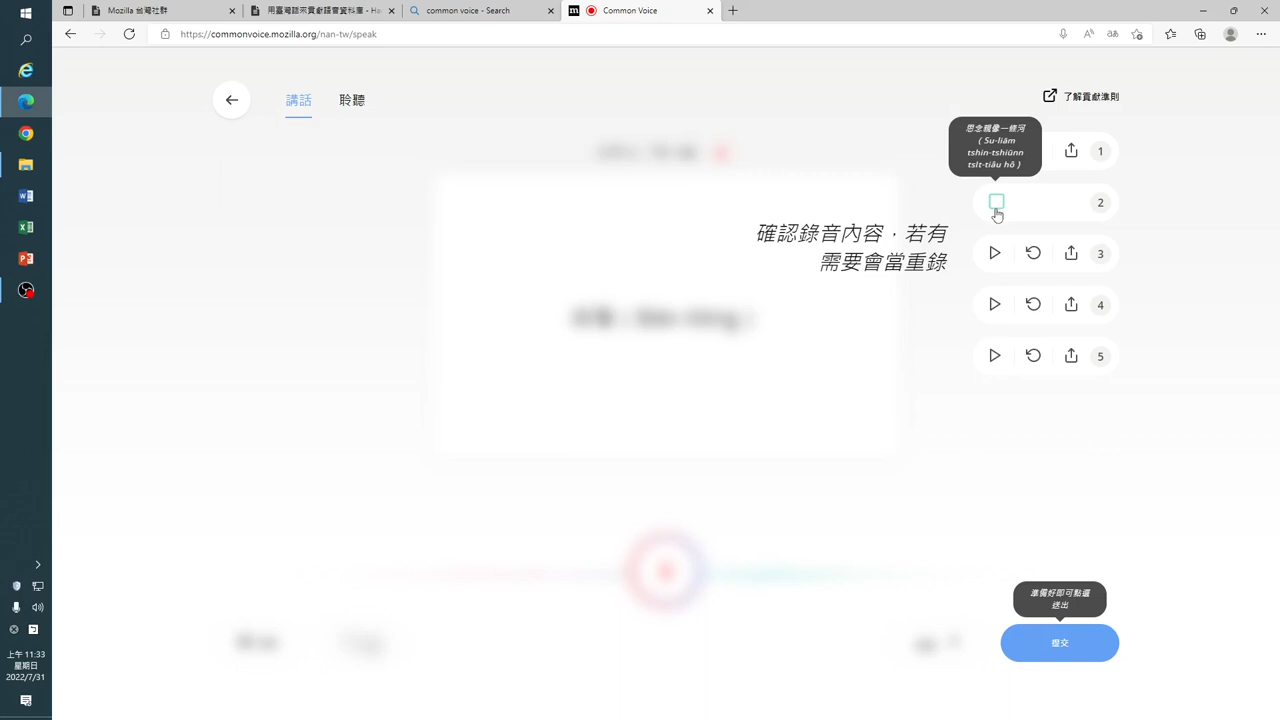 Mozilla 台灣社群
用臺灣話來貢獻語音資料庫 - Ha
common voice - Search
Common Voice
https://commonvoice.mozilla.org/nan-tw/speak
講話
聆聽
了解貢獻準則
思念親像一條河
( Su-liām
tshin-tshiūnn
tsi̍t-tiâu hô )
1
2
確認錄音內容，若有
需要會當重錄
3
4
5
準備好即可點選
送出
提交
上午 11:33
星期日
2022/7/31